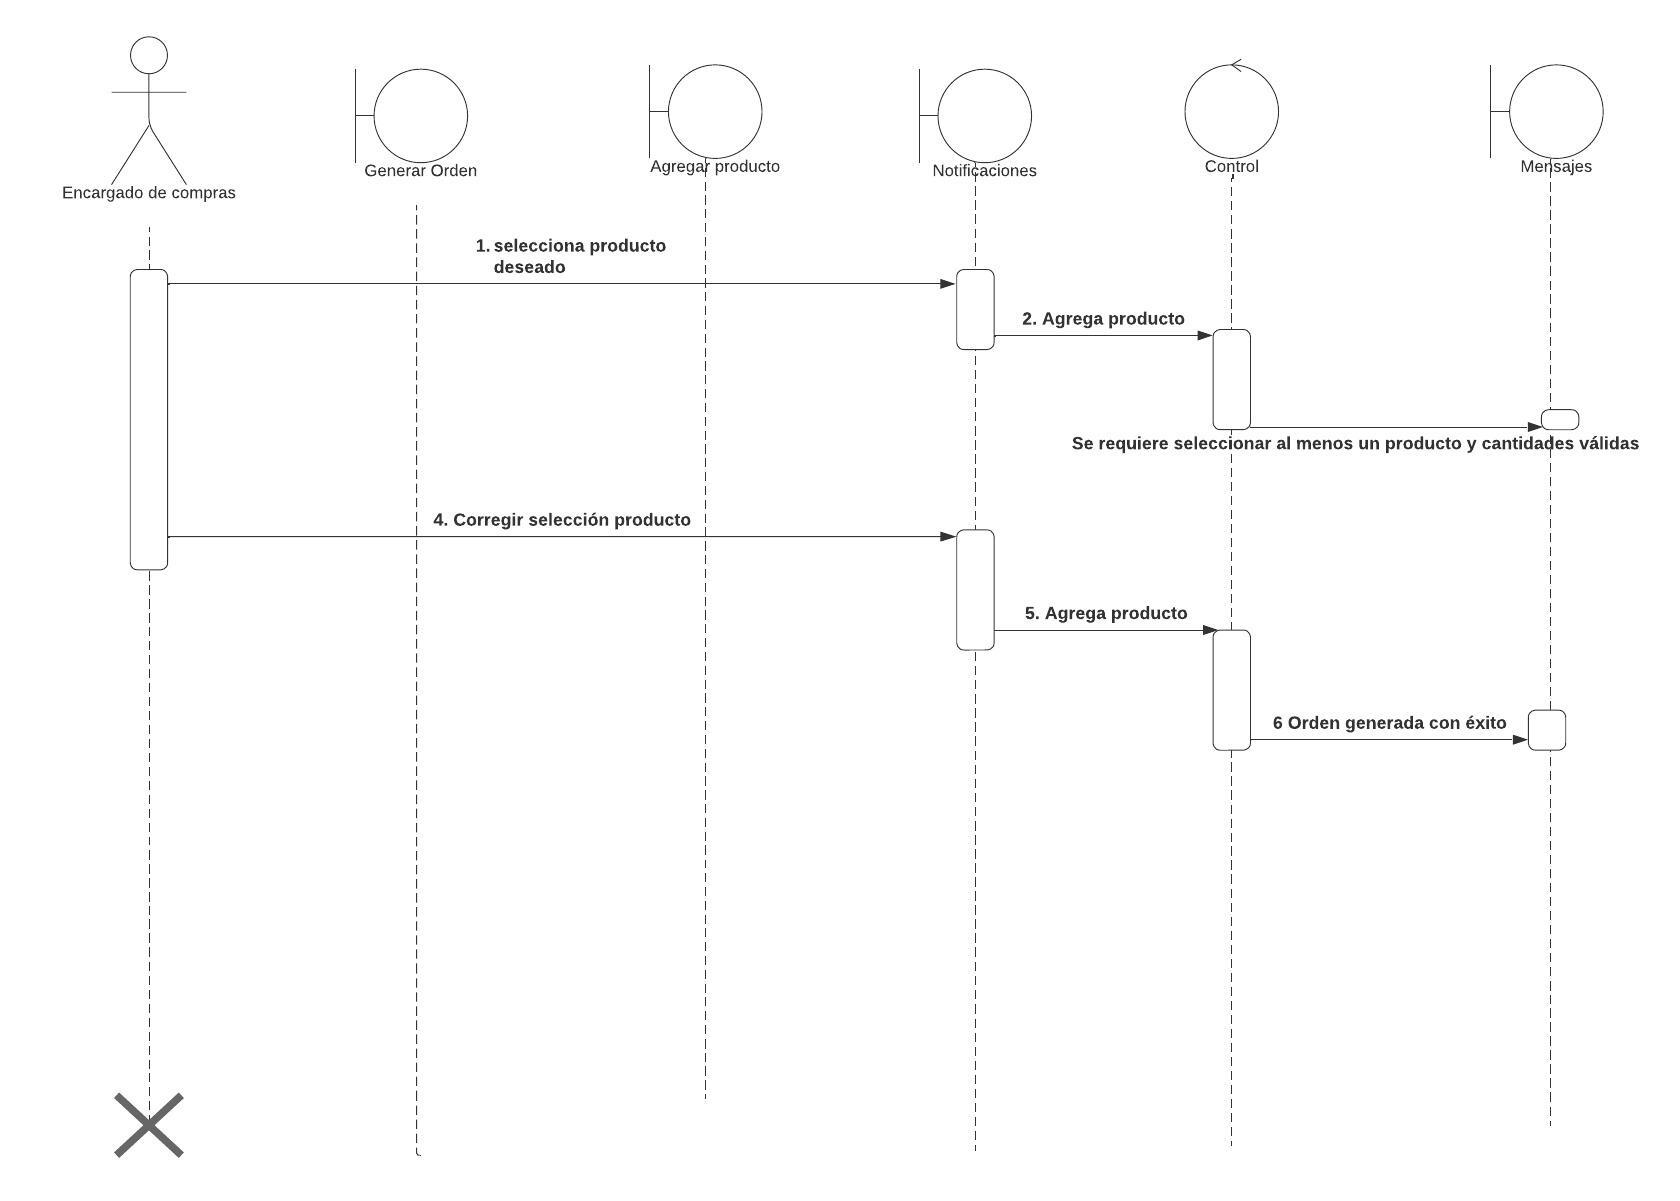 Encargado de compras
Generar Orden
Agregar producto
Notificaciones
Control
Mensajes
1. selecciona producto
deseado
2. Agrega producto
Se requiere seleccionar al menos un producto y cantidades válidas
4. Corregir selección producto
5. Agrega producto
6 Orden generada con éxito